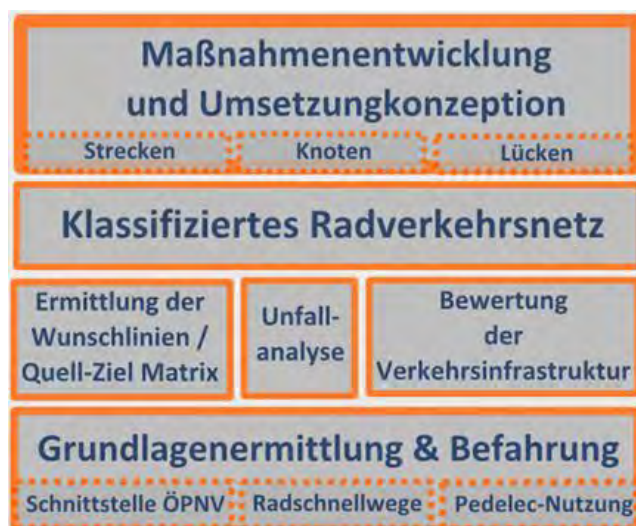 Maßnahmenentwicklung
und Umsetzungkonzeption
Strecken Knoten Lücken
Klassifiziertes Radverkehrsnetz
Ermittlung der
Wunschlinien /
Quell-Ziel Matrix
Unfall-
analyse
Bewertung
der
Verkehrsinfrastruktur
Grundlagenermittlung & Befahrung
Schnittstelle ÖPNV Radschnellwege Pedelec-Nutzung